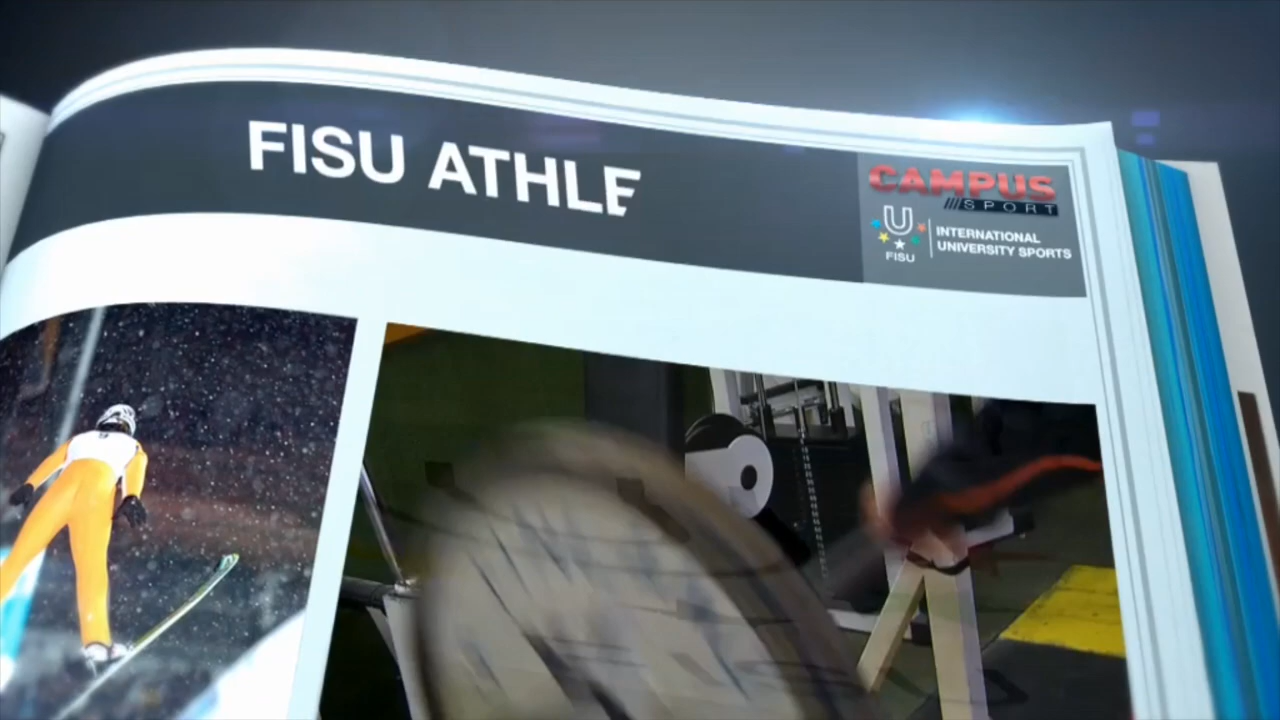 FISU ATHLE
CAMPUS
///SPORT
U
FISU
INTERNATIONAL
UNIVERSITY SPORTS